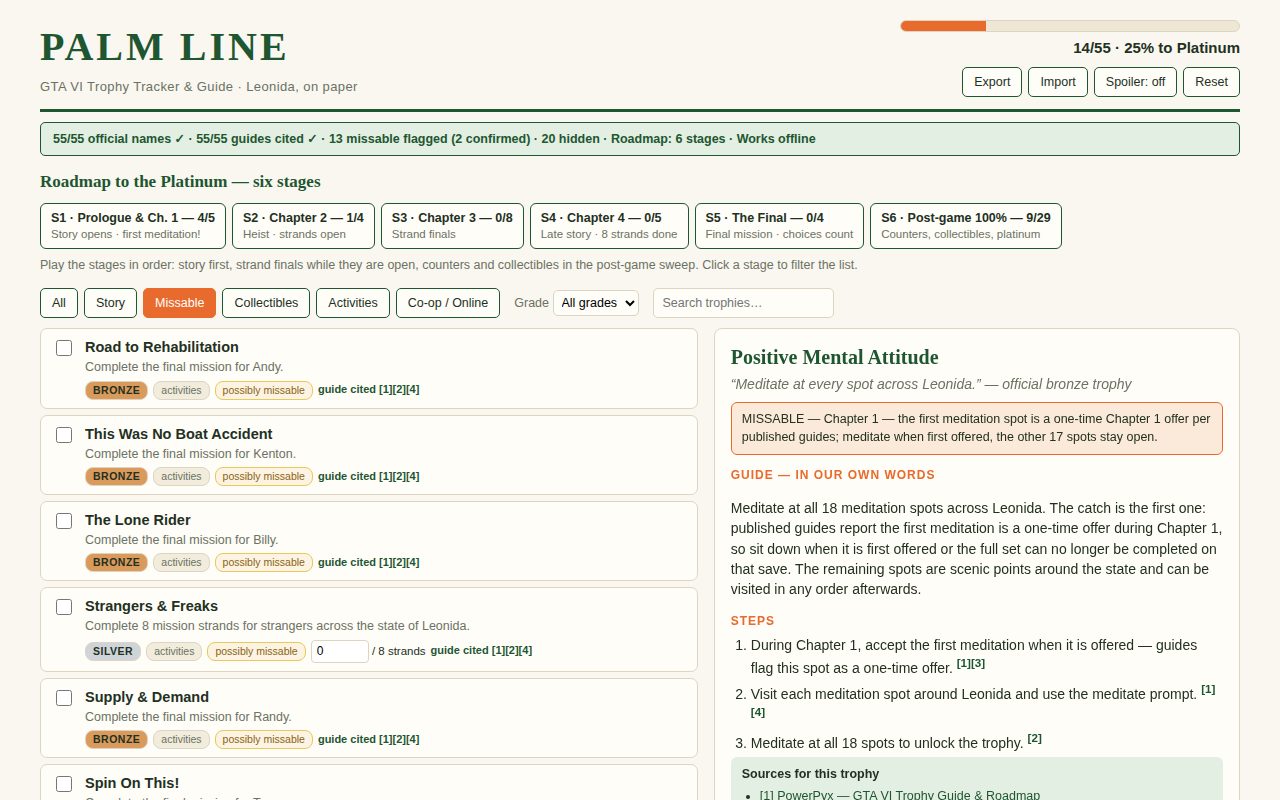 PALM LINE
GTA VI Trophy Tracker & Guide · Leonida, on paper
14/55 · 25% to Platinum
Export Import Spoiler: off Reset
55/55 official names ✓ · 55/55 guides cited ✓ · 13 missable flagged (2 confirmed) · 20 hidden · Roadmap: 6 stages · Works offline
Roadmap to the Platinum — six stages
S1 · Prologue & Ch. 1 — 4/5
Story opens · first meditation!
S2 · Chapter 2 — 1/4
Heist · strands open
S3 · Chapter 3 — 0/8
Strand finals
S4 · Chapter 4 — 0/5
Late story · 8 strands done
S5 · The Final — 0/4
Final mission · choices count
S6 · Post-game 100% — 9/29
Counters, collectibles, platinum
Play the stages in order: story first, strand finals while they are open, counters and collectibles in the post-game sweep. Click a stage to filter the list.
All Story Missable Collectibles Activities Co-op / Online Grade All grades Search trophies…
Road to Rehabilitation
Complete the final mission for Andy.
BRONZE activities possibly missable guide cited [1][2][4]
This Was No Boat Accident
Complete the final mission for Kenton.
BRONZE activities possibly missable guide cited [1][2][4]
The Lone Rider
Complete the final mission for Billy.
BRONZE activities possibly missable guide cited [1][2][4]
Strangers & Freaks
Complete 8 mission strands for strangers across the state of Leonida.
SILVER activities possibly missable 0 / 8 strands guide cited [1][2][4]
Supply & Demand
Complete the final mission for Randy.
BRONZE activities possibly missable guide cited [1][2][4]
Spin On This!
Positive Mental Attitude
“Meditate at every spot across Leonida.” — official bronze trophy
MISSABLE — Chapter 1 — the first meditation spot is a one-time Chapter 1 offer per
published guides; meditate when first offered, the other 17 spots stay open.
GUIDE — IN OUR OWN WORDS
Meditate at all 18 meditation spots across Leonida. The catch is the first one:
published guides report the first meditation is a one-time offer during Chapter 1,
so sit down when it is first offered or the full set can no longer be completed on
that save. The remaining spots are scenic points around the state and can be
visited in any order afterwards.
STEPS
1. During Chapter 1, accept the first meditation when it is offered — guides
flag this spot as a one-time offer. [1][3]
2. Visit each meditation spot around Leonida and use the meditate prompt. [1]
[4]
3. Meditate at all 18 spots to unlock the trophy. [2]
Sources for this trophy
• [1] PowerPyx — GTA VI Trophy Guide & Roadmap